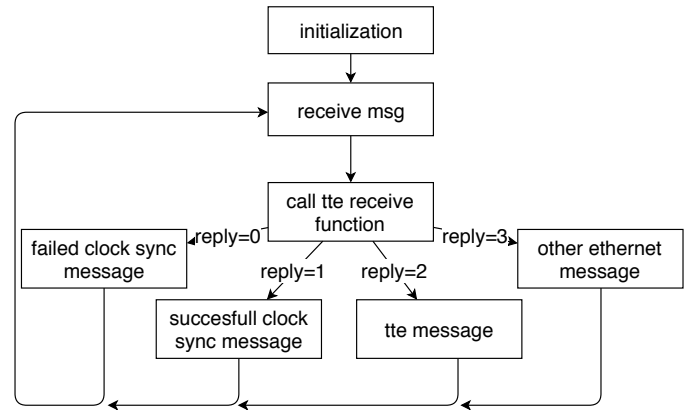 initialization
receive msg
call tte receive
function
reply=0
reply=3
failed clock sync
message
other ethernet
message
reply=1
reply=2
succesfull clock
sync message
tte message